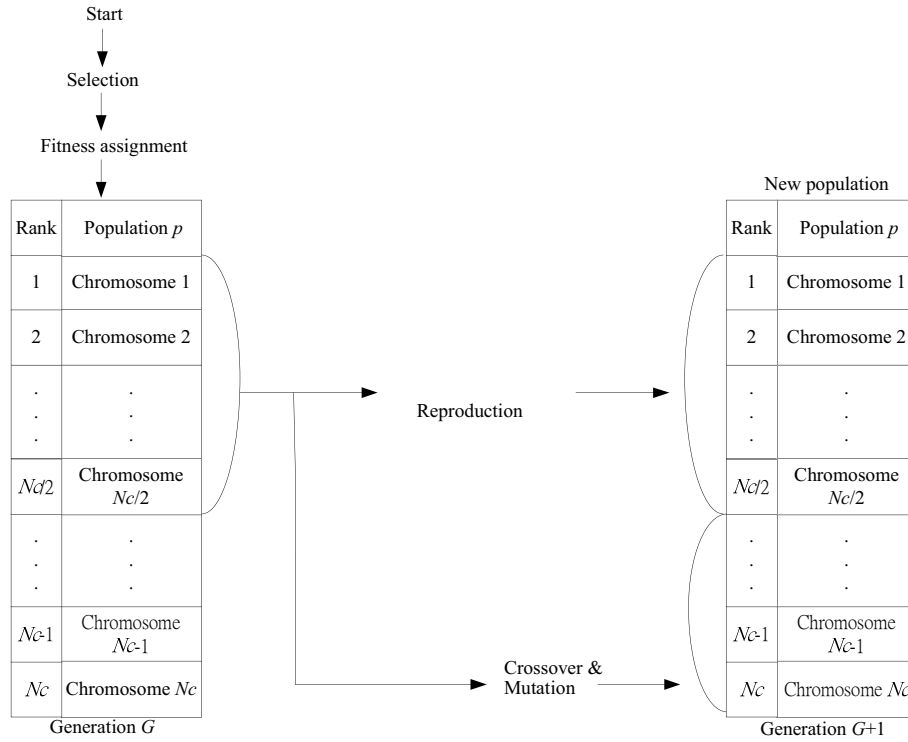 Start
Selection
Fitness assignment
Rank Population p
1 Chromosome 1
2 Chromosome 2
. .
. .
. .
Nc/2 Chromosome
Nc/2
. .
. .
. .
Nc-1 Chromosome
Nc-1
Nc Chromosome Nc
Generation G
Reproduction
Crossover &
Mutation
New population
Rank Population p
1 Chromosome 1
2 Chromosome 2
. .
. .
. .
Nc/2 Chromosome
Nc/2
. .
. .
. .
Nc-1 Chromosome
Nc-1
Nc Chromosome Nc
Generation G+1